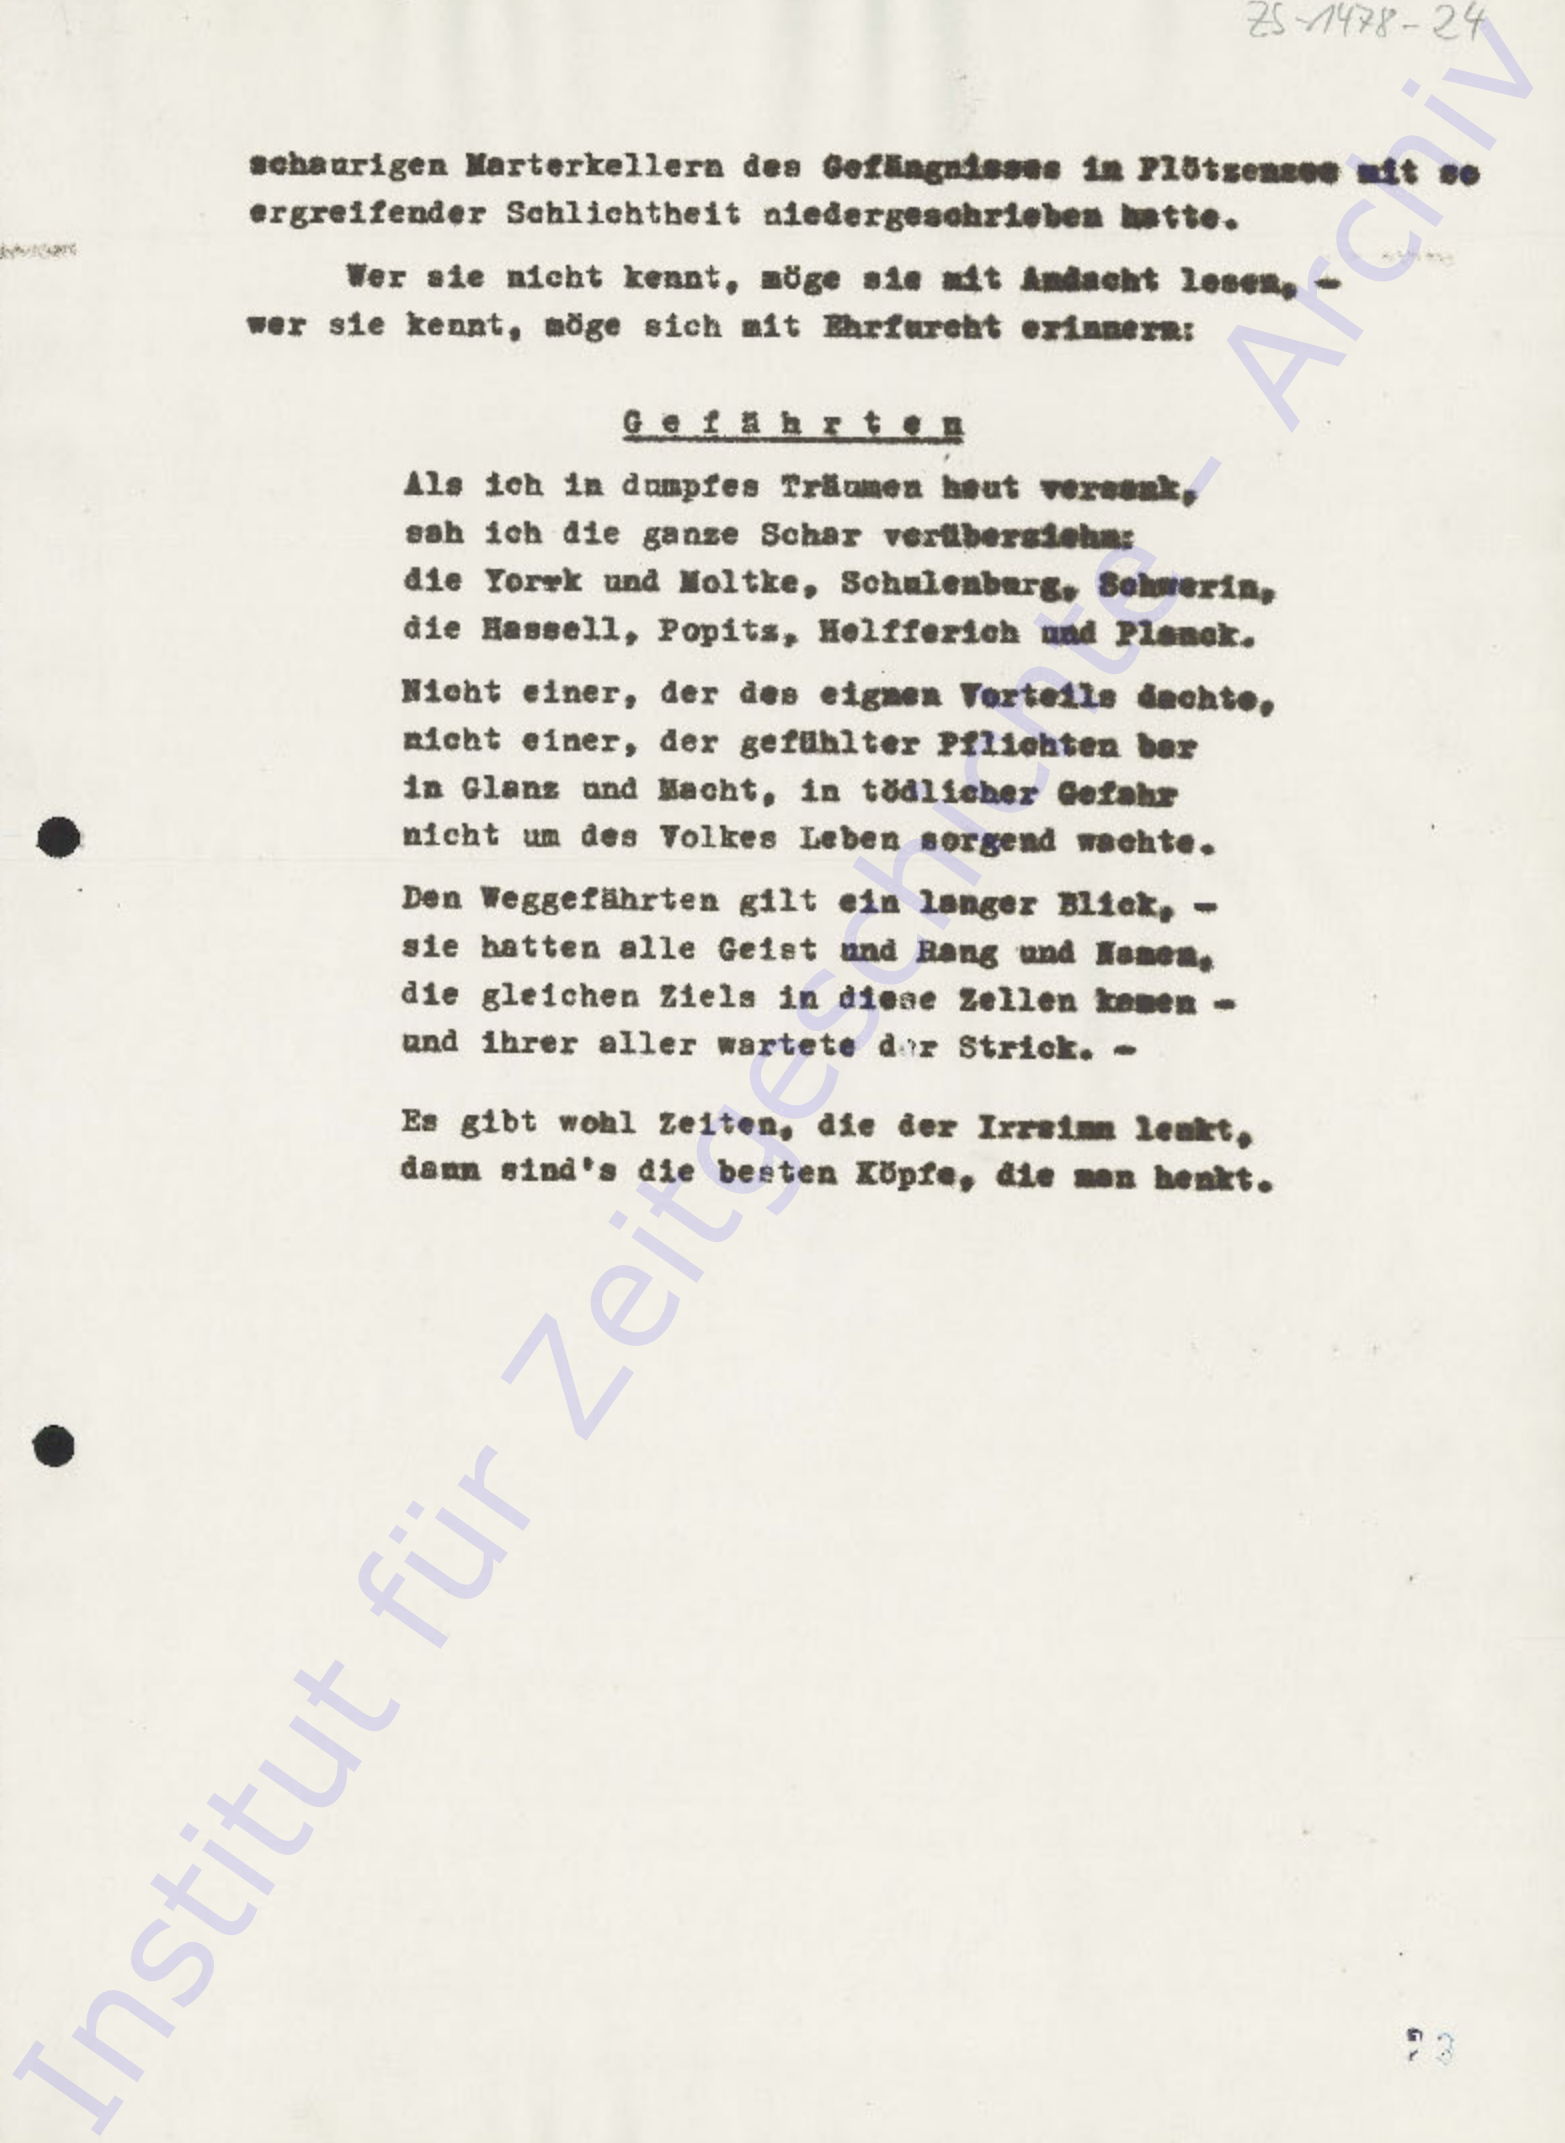 ZS-1478-24
schaurigen Marterkellern des Gefängnisses in Plötzensee mit so
ergreifender Schlichtheit niedergeschrieben hatte.
Wer sie nicht kennt, möge sie mit Andacht lesen, -
wer sie kennt, möge sich mit Ehrfurcht erinnern:
Gefährten
Als ich in dumpfes Träumen heut versank,
sah ich die ganze Schar vorüberziehn:
die Yorrk und Moltke, Schulenburg, Schwerin,
die Hassell, Popitz, Helfferich und Planck.
Nicht einer, der des eignen Vorteils dachte,
nicht einer, der gefühlter Pflichten bar
in Glanz und Macht, in tödlicher Gefahr
nicht um des Volkes Leben sorgend wachte.
Den Weggefährten gilt ein langer Blick, -
sie hatten alle Geist und Rang und Namen,
die gleichen Ziels in diese Zellen kamen -
und ihrer aller wartete der Strick. -
Es gibt wohl Zeiten, die der Irrsinn lenkt,
dann sind's die besten Köpfe, die man henkt.
23
Institut für Zeitgeschichte - Archiv